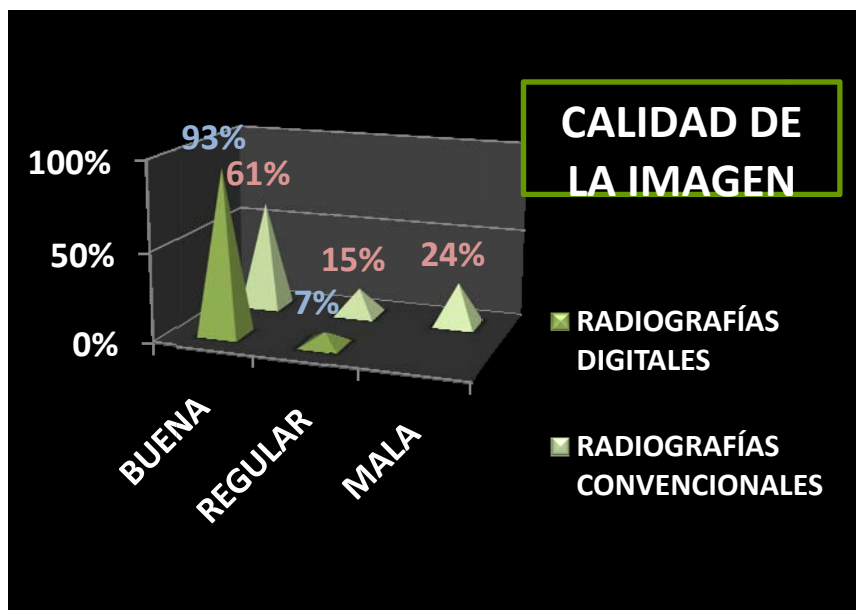 CALIDAD DE
LA IMAGEN
93%
61%
15%
24%
7%
100%
50%
0%
BUENA
REGULAR
MALA
RADIOGRAFÍAS
DIGITALES
RADIOGRAFÍAS
CONVENCIONALES